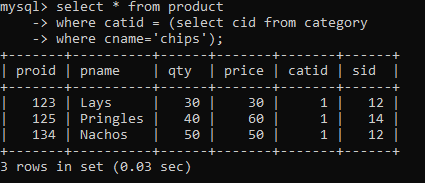 mysql> select * from product
    -> where catid = (select cid from category
    -> where cname='chips');
+-------+----------+------+-------+-------+------+
| proid | pname    | qty  | price | catid | sid  |
+-------+----------+------+-------+-------+------+
|   123 | Lays     |   30 |    30 |     1 |   12 |
|   125 | Pringles |   40 |    60 |     1 |   14 |
|   134 | Nachos   |   50 |    50 |     1 |   12 |
+-------+----------+------+-------+-------+------+
3 rows in set (0.03 sec)